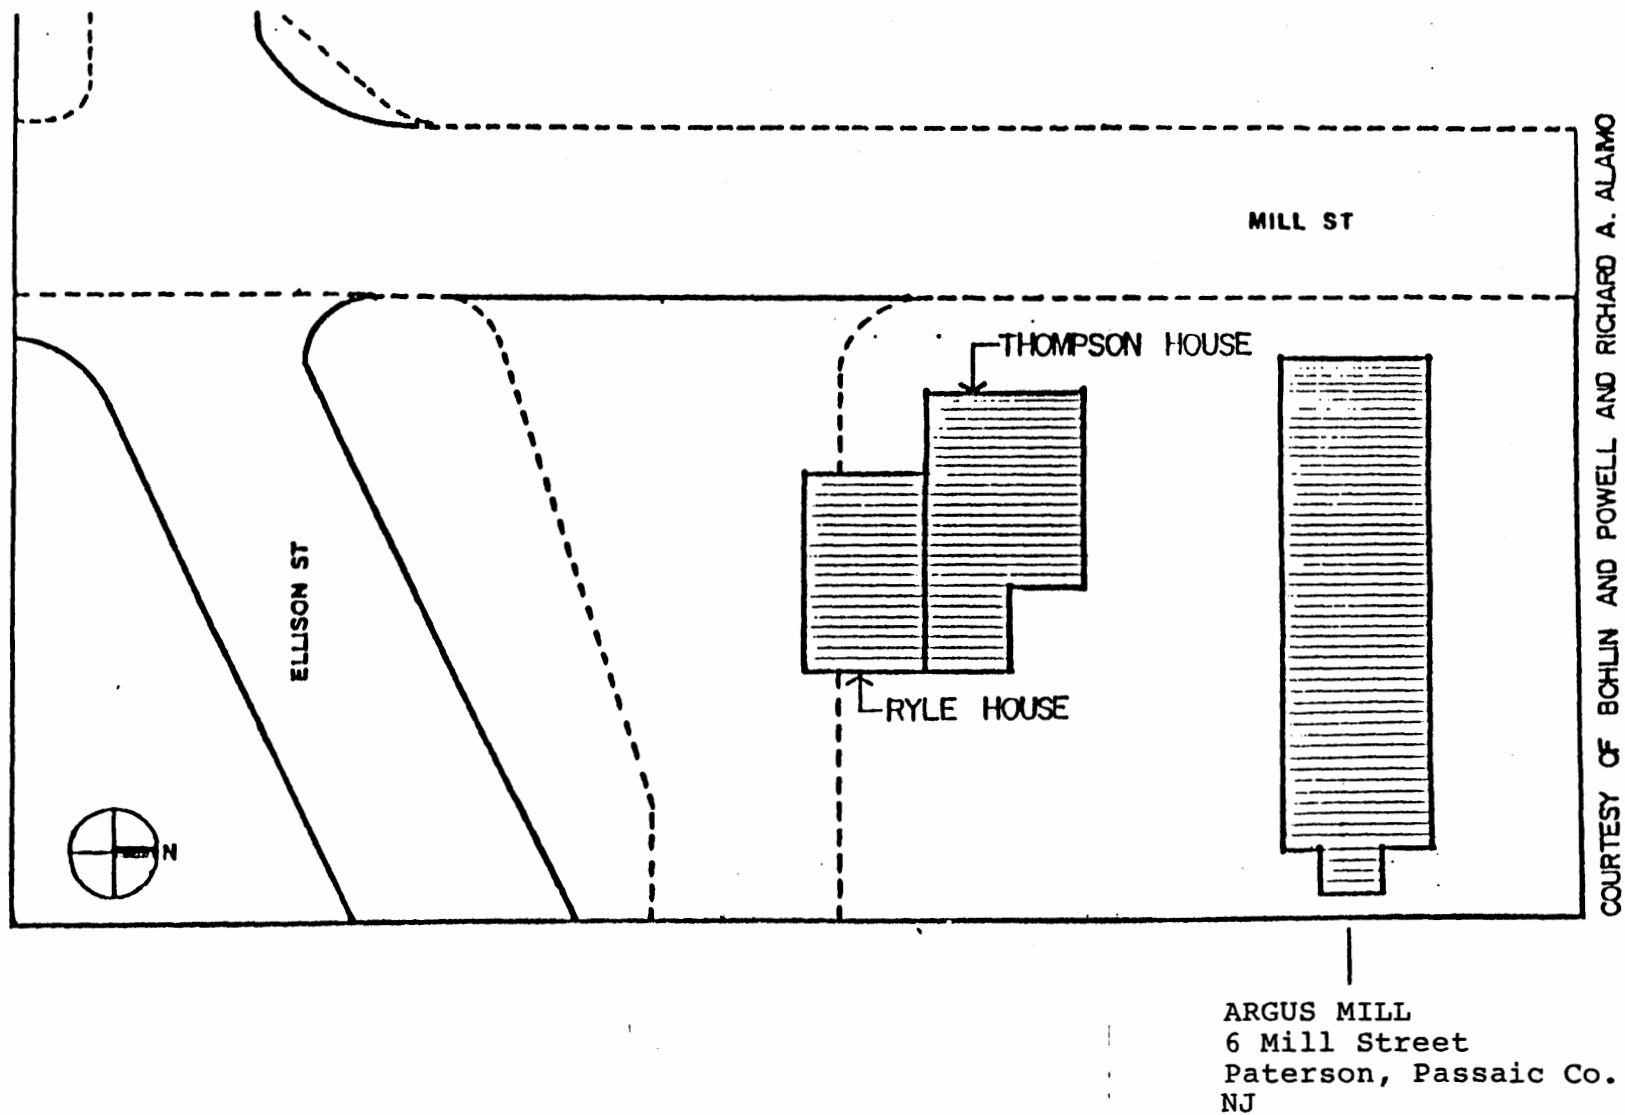 MILL ST
THOMPSON HOUSE
ELLISON ST
RYLE HOUSE
N
COURTESY OF BOHLIN AND POWELL AND RICHARD A. ALAMO
ARGUS MILL
6 Mill Street
Paterson, Passaic Co.
NJ